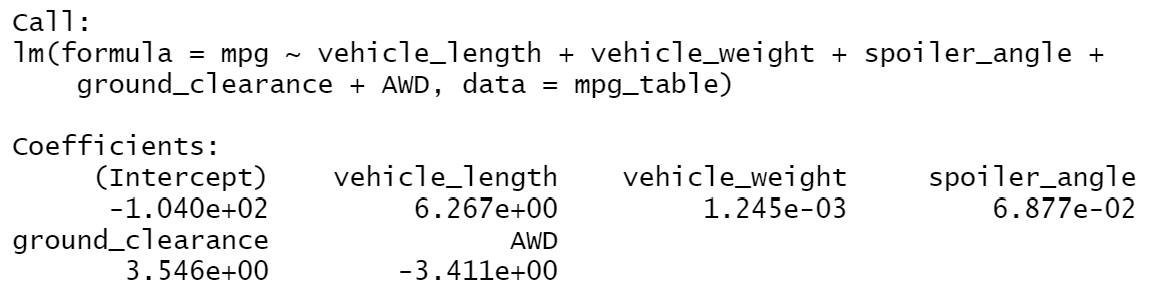 Call:
lm(formula = mpg ~ vehicle_length + vehicle_weight + spoiler_angle +
    ground_clearance + AWD, data = mpg_table)

Coefficients:
     (Intercept)    vehicle_length    vehicle_weight     spoiler_angle
      -1.040e+02         6.267e+00         1.245e-03         6.877e-02
ground_clearance               AWD
       3.546e+00        -3.411e+00